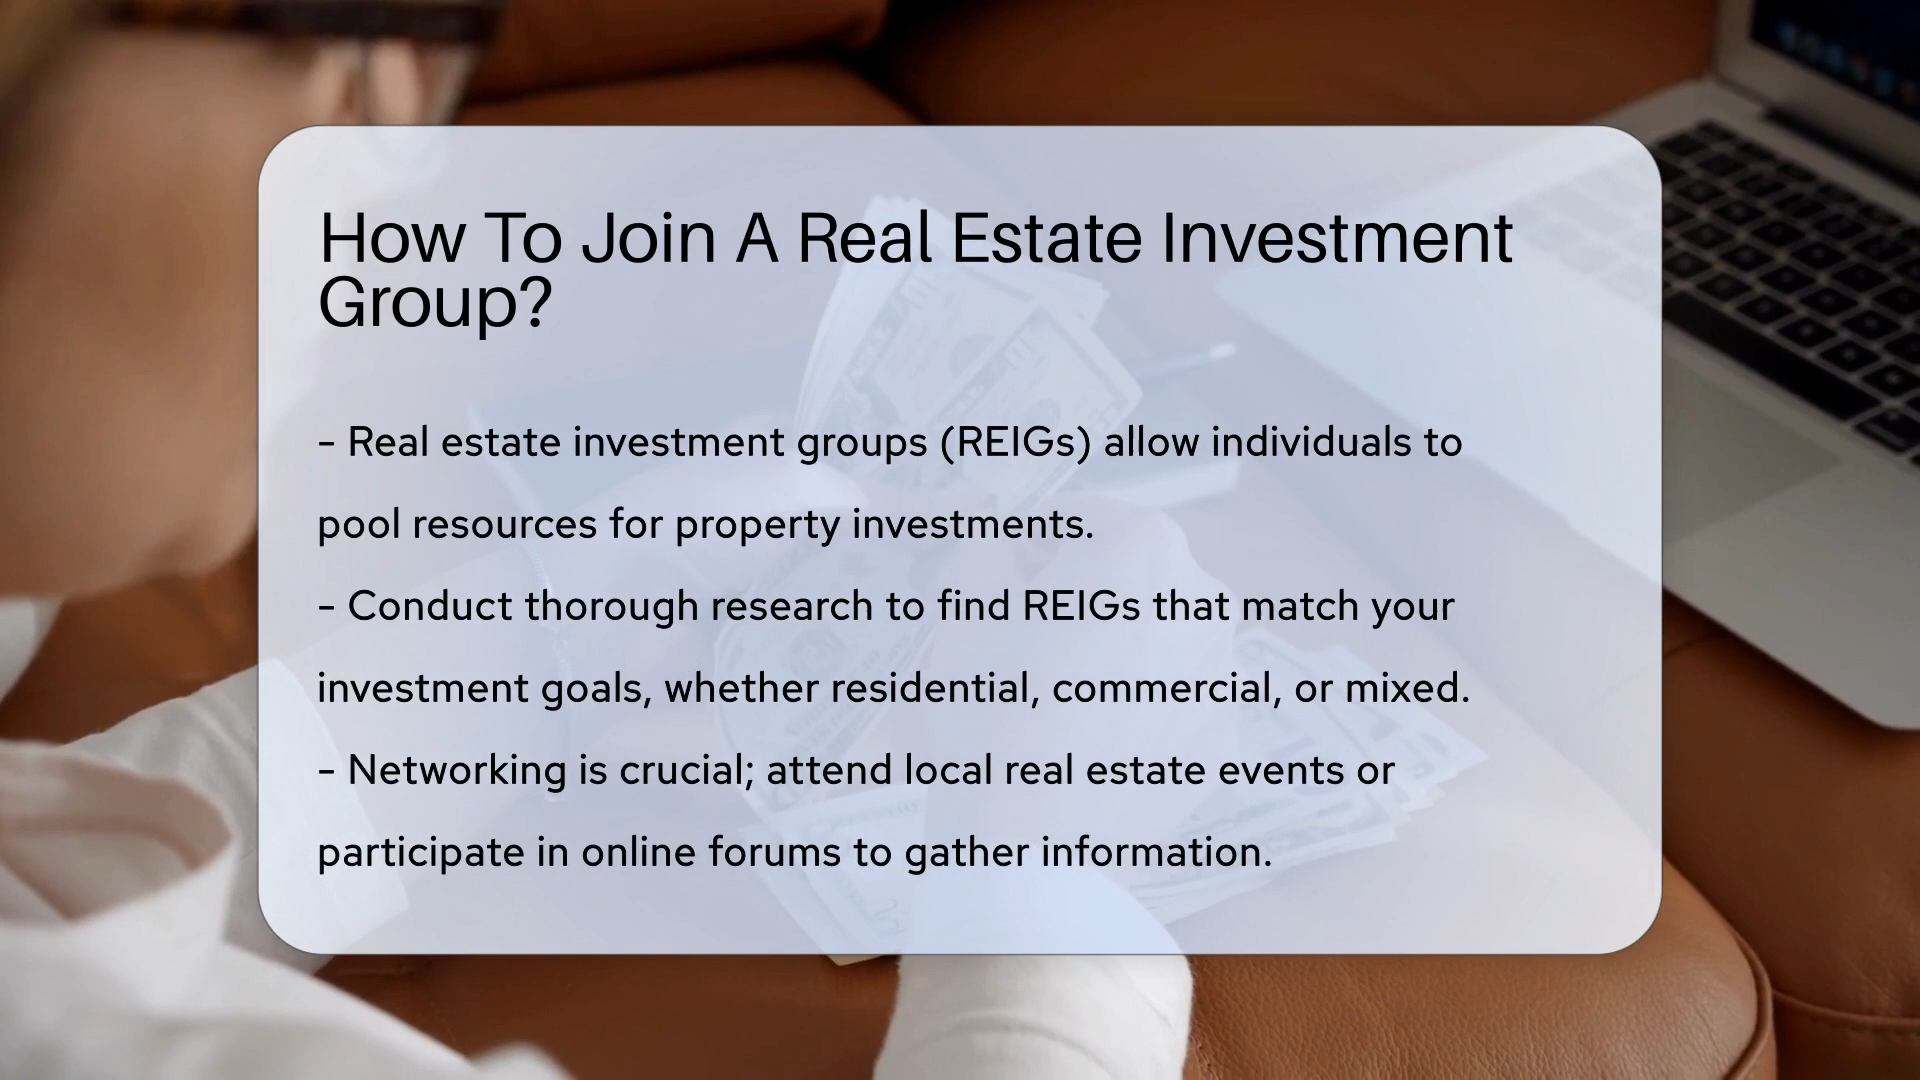 How To Join A Real Estate Investment
Group?
- Real estate investment groups (REIGs) allow individuals to
pool resources for property investments.
- Conduct thorough research to find REIGs that match your
investment goals, whether residential, commercial, or mixed.
- Networking is crucial; attend local real estate events or
participate in online forums to gather information.